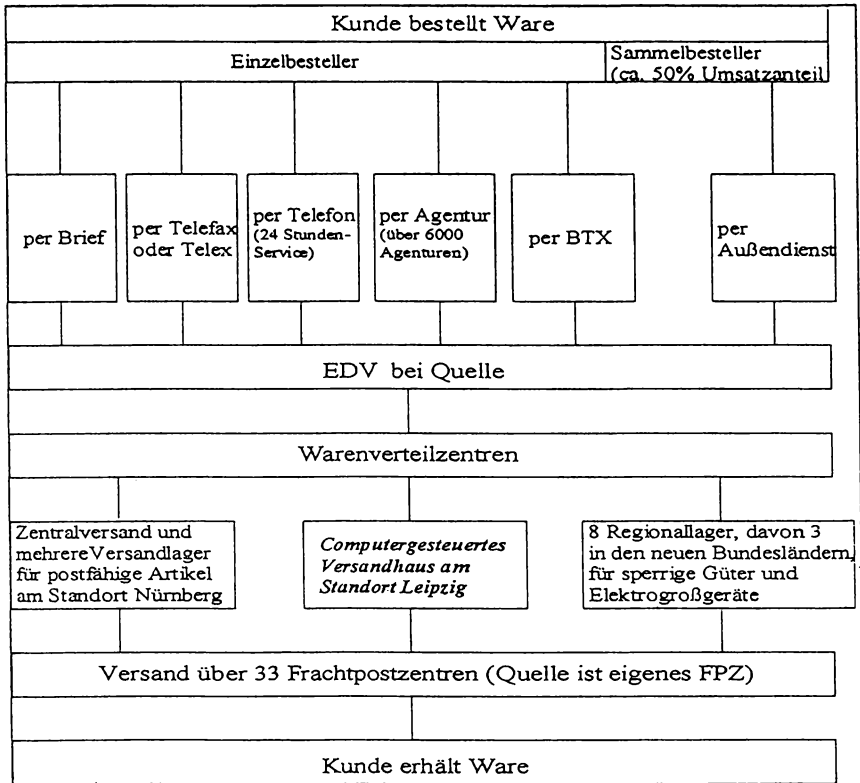 Kunde bestellt Ware
Einzelbesteller
Sammelbesteller
(ca. 50% Umsatzanteil
per Brief
per Telefax
oder Telex
per Telefon
(24 Stunden-
Service)
per Agentur
(über 6000
Agenturen)
per BTX
per
Außendienst
EDV bei Quelle
Warenverteilzentren
Zentralversand und
mehrere Versandlager
für postfähige Artikel
am Standort Nürnberg
Computergesteuertes
Versandhaus am
Standort Leipzig
8 Regionallager, davon 3
in den neuen Bundesländern,
für sperrige Güter und
Elektrogroßgeräte
Versand über 33 Frachtpostzentren (Quelle ist eigenes FPZ)
Kunde erhält Ware